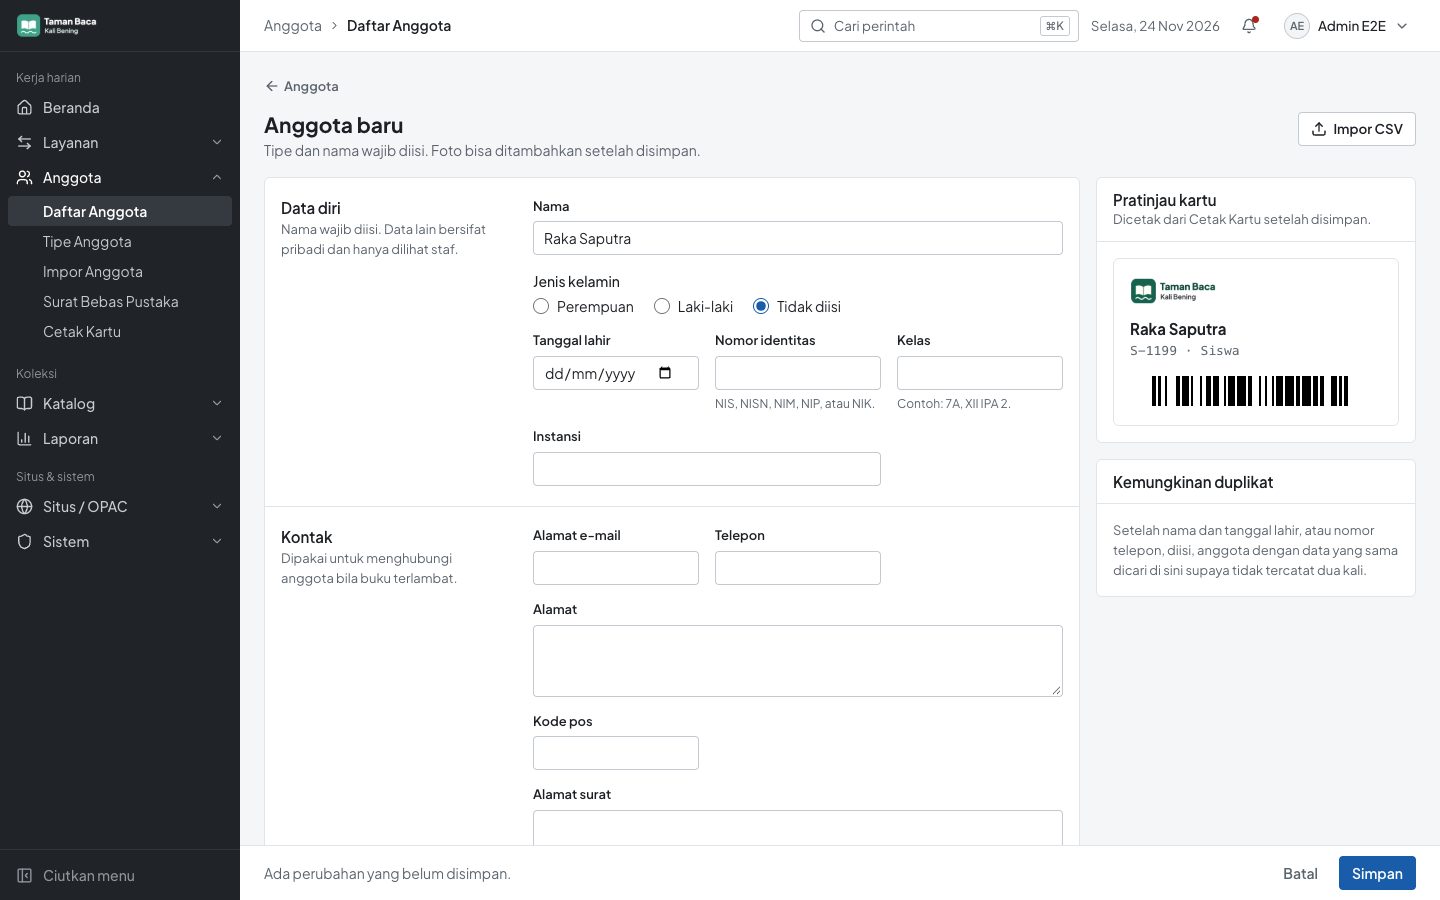 Taman Baca
Kali Bening
Kerja harian
Beranda
Layanan
Anggota
Daftar Anggota
Tipe Anggota
Impor Anggota
Surat Bebas Pustaka
Cetak Kartu
Koleksi
Katalog
Laporan
Situs & sistem
Situs / OPAC
Sistem
Ciutkan menu
Anggota > Daftar Anggota
Cari perintah
⌘K
Selasa, 24 Nov 2026
AE
Admin E2E
← Anggota
Anggota baru
Tipe dan nama wajib diisi. Foto bisa ditambahkan setelah disimpan.
Impor CSV
Data diri
Nama wajib diisi. Data lain bersifat
pribadi dan hanya dilihat staf.
Nama
Raka Saputra
Jenis kelamin
Perempuan
Laki-laki
Tidak diisi
Tanggal lahir
dd/mm/yyyy
Nomor identitas
NIS, NISN, NIM, NIP, atau NIK.
Kelas
Contoh: 7A, XII IPA 2.
Instansi
Kontak
Dipakai untuk menghubungi
anggota bila buku terlambat.
Alamat e-mail
Telepon
Alamat
Kode pos
Alamat surat
Pratinjau kartu
Dicetak dari Cetak Kartu setelah disimpan.
Taman Baca
Kali Bening
Raka Saputra
S-1199 · Siswa
Kemungkinan duplikat
Setelah nama dan tanggal lahir, atau nomor
telepon, diisi, anggota dengan data yang sama
dicari di sini supaya tidak tercatat dua kali.
Ada perubahan yang belum disimpan.
Batal
Simpan